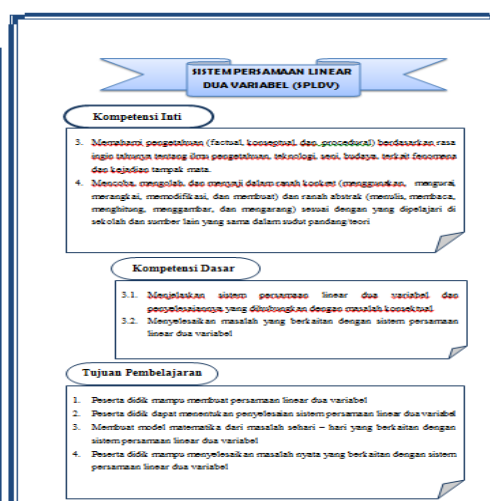 SISTEM PERSAMAAN LINEAR
DUA VARIABEL (SPLDV)
Kompetensi Inti
3. Memahami pengetahuan (factual, konseptual, dan procedural) berdasarkan rasa
ingin tahunya tentang ilmu pengetahuan, teknologi, seni, budaya, terkait fenomena
dan kejadian tampak mata.
4. Mencoba, mengolah, dan menyaji dalam ranah konkret (menggunakan, mengurai
merangkai, memodifikasi, dan membuat) dan ranah abstrak (menulis, membaca,
menghitung, menggambar, dan mengarang) sesuai dengan yang dipelajari di
sekolah dan sumber lain yang sama dalam sudut pandang/teori
Kompetensi Dasar
3.1. Menjelaskan sistem persamaan linear dua variabel dan
penyelesaiannya yang dihubungkan dengan masalah konsektual
3.2. Menyelesaikan masalah yang berkaitan dengan sistem persamaan
linear dua variabel
Tujuan Pembelajaran
1. Peserta didik mampu membuat persamaan linear dua variabel
2. Peserta didik dapat menentukan penyelesaian sistem persamaan linear dua variabel
3. Membuat model matematika dari masalah sehari – hari yang berkaitan dengan
sistem persamaan linear dua variabel
4. Peserta didik mampu menyelesaikan masalah nyata yang berkaitan dengan sistem
persamaan linear dua variabel